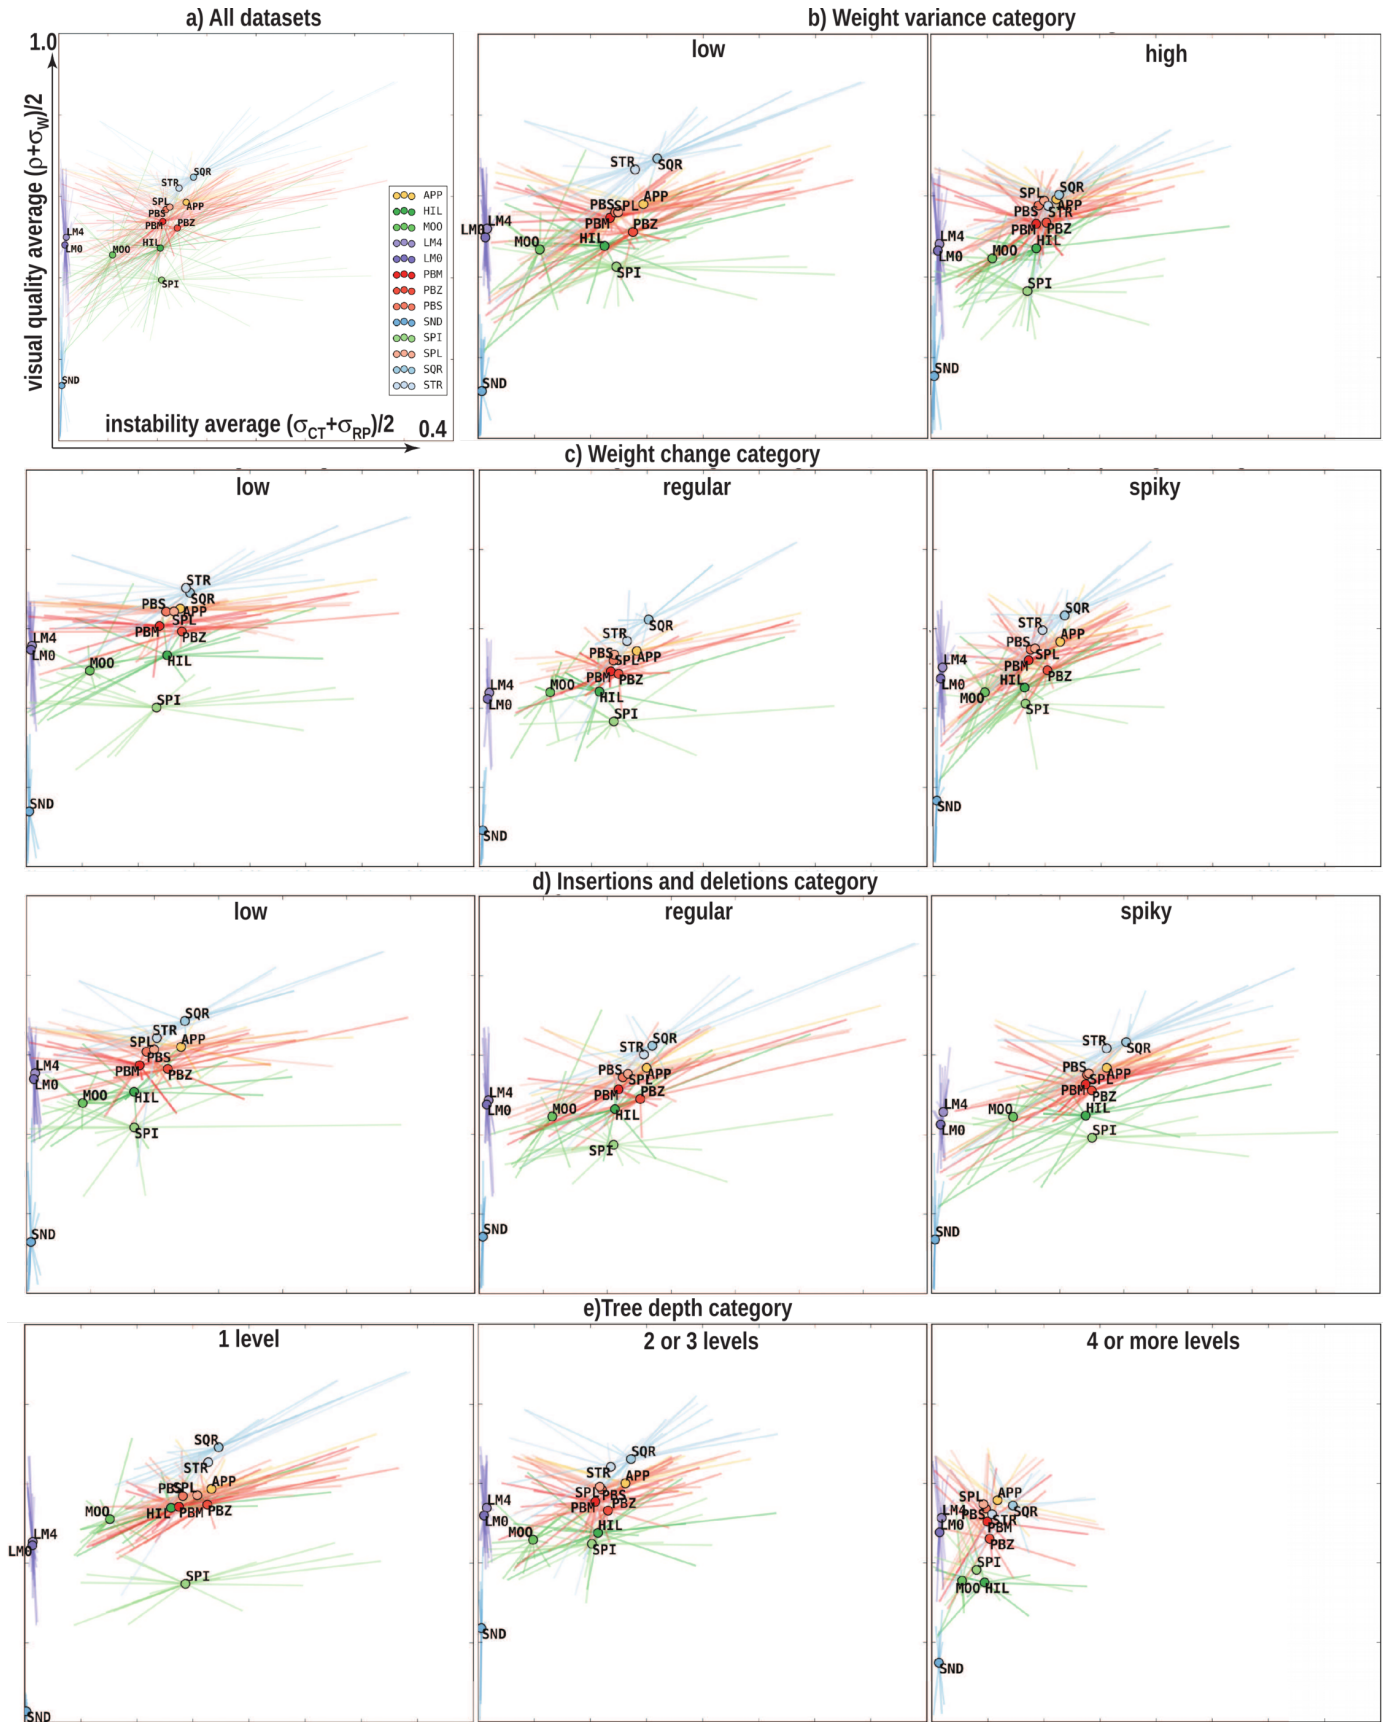 a) All datasets
1.0
visual quality average (ρ+σW)/2
instability average (σCT+σRP)/2
0.4
STR
SQR
SPL
PBS
APP
PBM
PBZ
LM4
LM0
MOO
HIL
SPI
SND
APP
HIL
MOO
LM4
LM0
PBM
PBZ
PBS
SND
SPI
SPL
SQR
STR
b) Weight variance category
low
STR
SQR
PBS
SPL
APP
PBM
PBZ
LM4
LM0
MOO
HIL
SPI
SND
high
SPL
SQR
PBS
APP
STR
PBM
PBZ
LM4
LM0
MOO
HIL
SPI
SND
c) Weight change category
low
STR
SQR
PBS
APP
SPL
PBM
PBZ
LM4
LM0
MOO
HIL
SPI
SND
regular
SQR
STR
PBS
SPL
APP
PBM
PBZ
LM4
LM0
MOO
HIL
SPI
SND
spiky
SQR
STR
APP
PBS
SPL
PBM
PBZ
LM4
LM0
MOO
HIL
SPI
SND
d) Insertions and deletions category
low
SQR
STR
SPL
APP
PBS
PBM
PBZ
LM4
LM0
MOO
HIL
SPI
SND
regular
SQR
STR
PBS
APP
SPL
PBM
PBZ
LM4
LM0
MOO
HIL
SPI
SND
spiky
STR
SQR
PBS
APP
SPL
PBM
PBZ
LM4
LM0
MOO
HIL
SPI
SND
e)Tree depth category
1 level
SQR
STR
PBS
SPL
APP
MOO
HIL
PBM
PBZ
LM4
LM0
SPI
SND
2 or 3 levels
SQR
STR
APP
SPL
PBS
PBM
PBZ
LM4
LM0
MOO
HIL
SPI
SND
4 or more levels
SPL
APP
LM4
PBS
STR
SQR
LM0
PBM
PBZ
SPI
MOO
HIL
SND